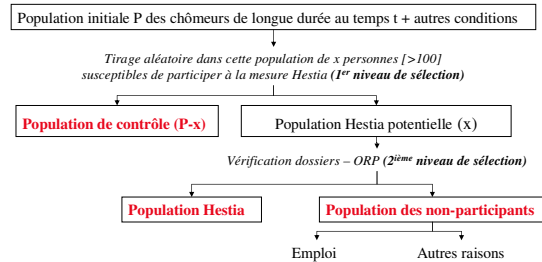 Population initiale P des chômeurs de longue durée au temps t + autres conditions
Tirage aléatoire dans cette population de x personnes [>100]
susceptibles de participer à la mesure Hestia (1er niveau de sélection)
Population de contrôle (P-x)
Population Hestia potentielle (x)
Vérification dossiers – ORP (2ième niveau de sélection)
Population Hestia
Population des non-participants
Emploi
Autres raisons